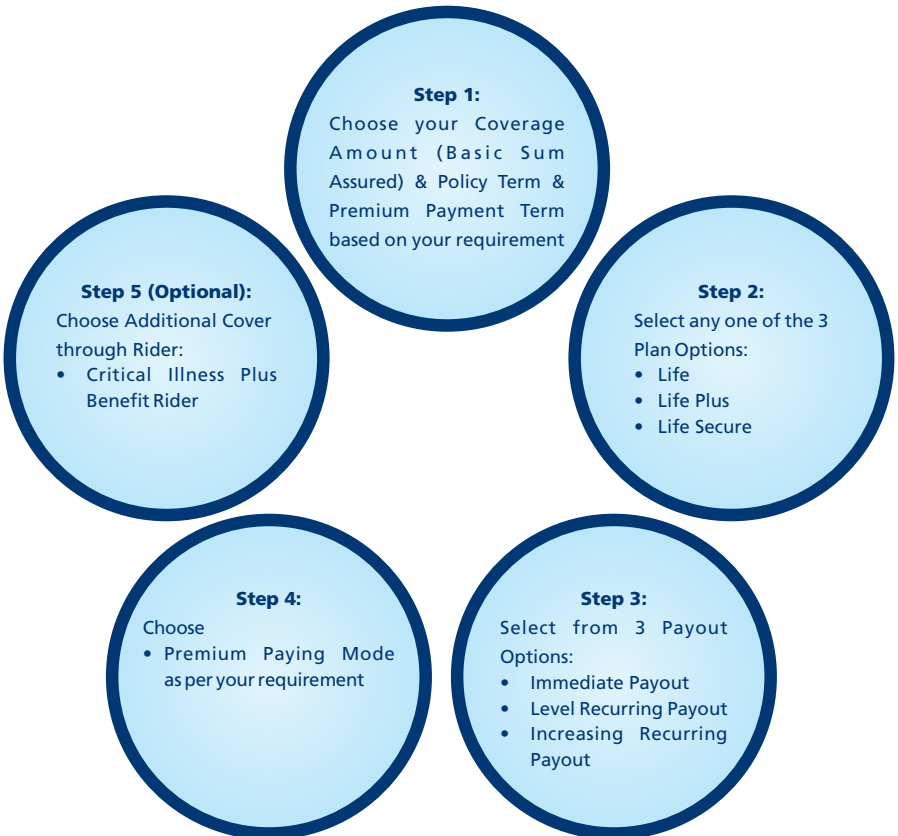 Step 1:
Choose your Coverage
Amount (Basic Sum
Assured) & Policy Term &
Premium Payment Term
based on your requirement
Step 2:
Select any one of the 3
Plan Options:
• Life
• Life Plus
• Life Secure
Step 3:
Select from 3 Payout
Options:
• Immediate Payout
• Level Recurring Payout
• Increasing Recurring
Payout
Step 4:
Choose
• Premium Paying Mode
as per your requirement
Step 5 (Optional):
Choose Additional Cover
through Rider:
• Critical Illness Plus
Benefit Rider